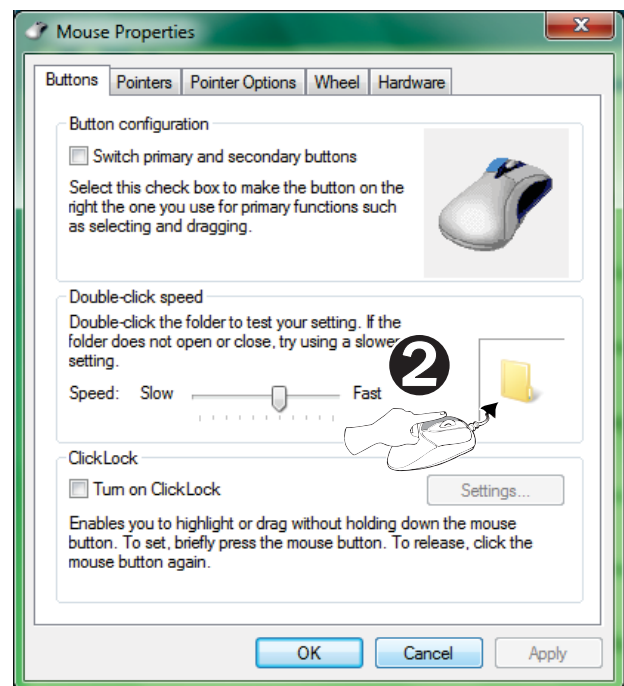 Mouse Properties
x
Buttons Pointers Pointer Options Wheel Hardware
Button configuration
Switch primary and secondary buttons
Select this check box to make the button on the
right the one you use for primary functions such
as selecting and dragging.
Double-click speed
Double-click the folder to test your setting. If the
folder does not open or close, try using a slower
setting.
2
Speed: Slow Fast
ClickLock
Turn on ClickLock Settings...
Enables you to highlight or drag without holding down the mouse
button. To set, briefly press the mouse button. To release, click the
mouse button again.
OK Cancel Apply